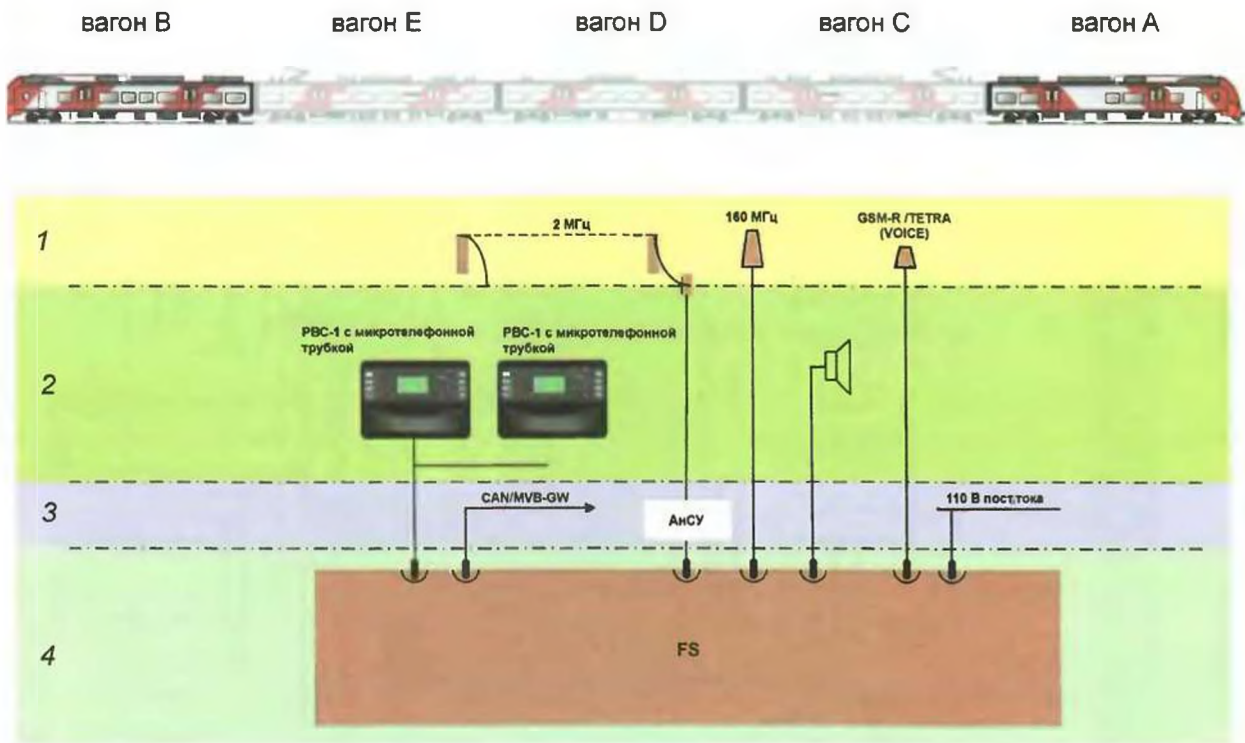 вагон B вагон E вагон D вагон C вагон A
1
2 МГц
160 МГц
GSM-R /TETRA
(VOICE)
2
РВС-1 с микротелефонной
трубкой
РВС-1 с микротелефонной
трубкой
3
CAN/MVB-GW
АнСУ
110 В пост.тока
4
FS